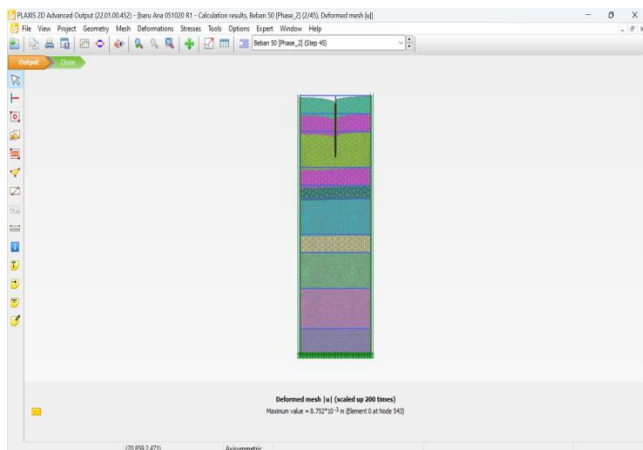 PLAXIS 2D Advanced Output (22.01.00.452) - [baru Ana 051020 R1 - Calculation results, Beban 50 [Phase_2] (2/45), Deformed mesh |u|]
File View Project Geometry Mesh Deformations Stresses Tools Options Expert Window Help
Beban 50 [Phase_2] (Step 45)
Output Close
Deformed mesh |u| (scaled up 200 times)
Maximum value = 8.752*10⁻³ m (Element 0 at Node 543)
(20.859 2.471) Axisymmetric